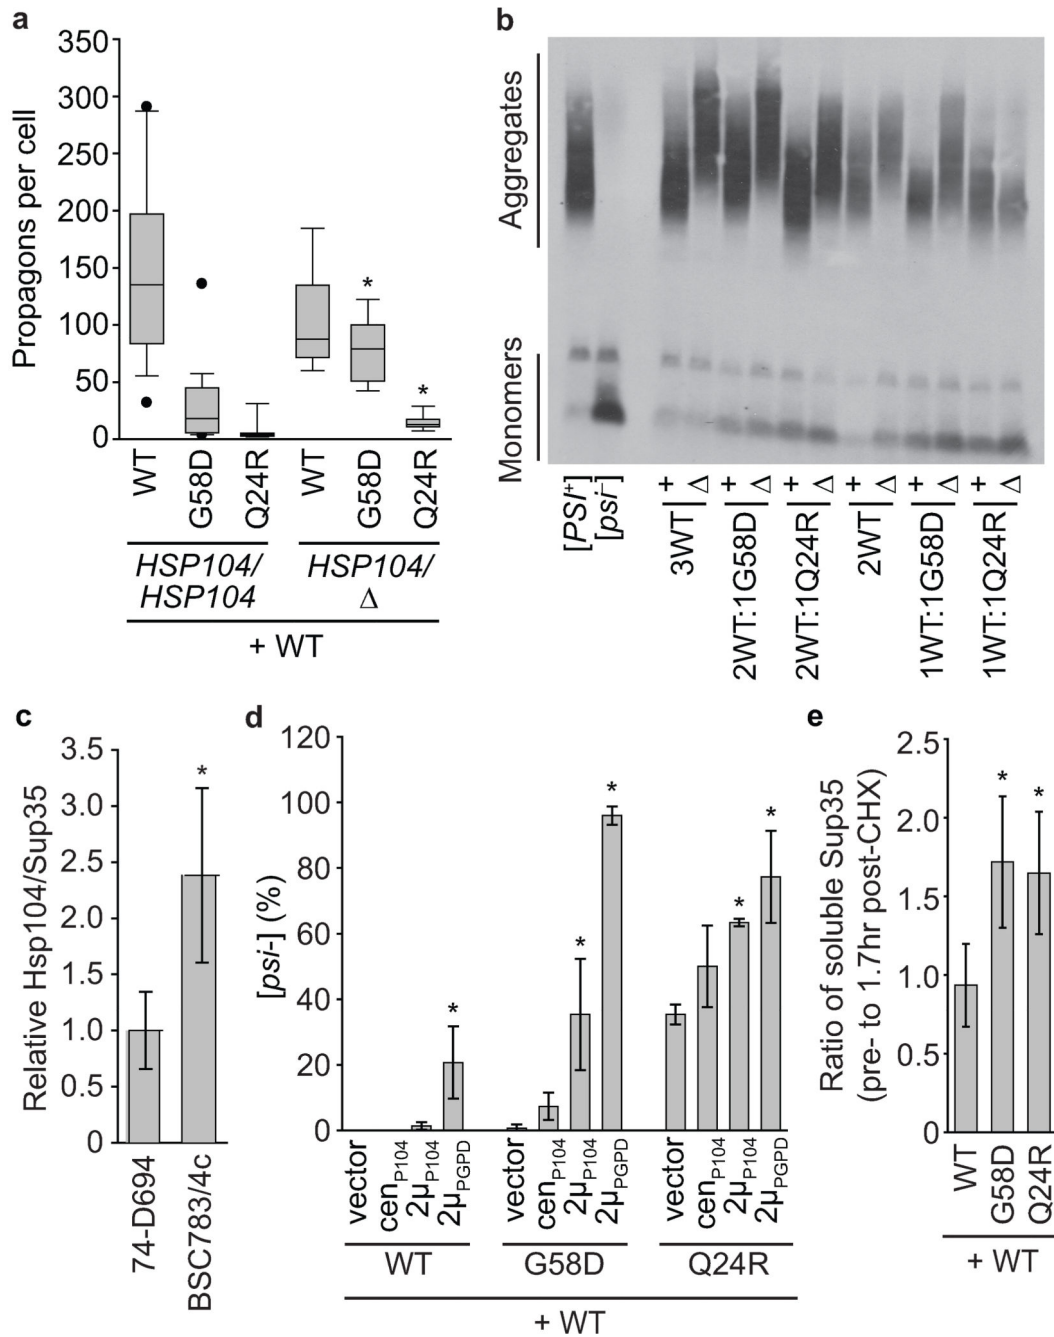 a
350
300
250
200
150
100
50
0
Propagons per cell
WT
G58D
Q24R
WT
*
G58D
*
Q24R
HSP104/
HSP104
HSP104/
Δ
+ WT
b
Aggregates
Monomers
[PSI+]
[psi–]
+
Δ
+
Δ
+
Δ
+
Δ
+
Δ
+
Δ
3WT
2WT:1G58D
2WT:1Q24R
2WT
1WT:1G58D
1WT:1Q24R
c
3.5
3.0
2.5
2.0
1.5
1.0
0.5
0
Relative Hsp104/Sup35
*
74-D694
BSC783/4c
d
120
100
80
60
40
20
0
[psi-] (%)
*
*
*
*
*
vector
cenP104
2μP104
2μPGPD
vector
cenP104
2μP104
2μPGPD
vector
cenP104
2μP104
2μPGPD
WT
G58D
Q24R
+ WT
e
2.5
2.0
1.5
1.0
0.5
0
Ratio of soluble Sup35
(pre- to 1.7hr post-CHX)
*
*
WT
G58D
Q24R
+ WT